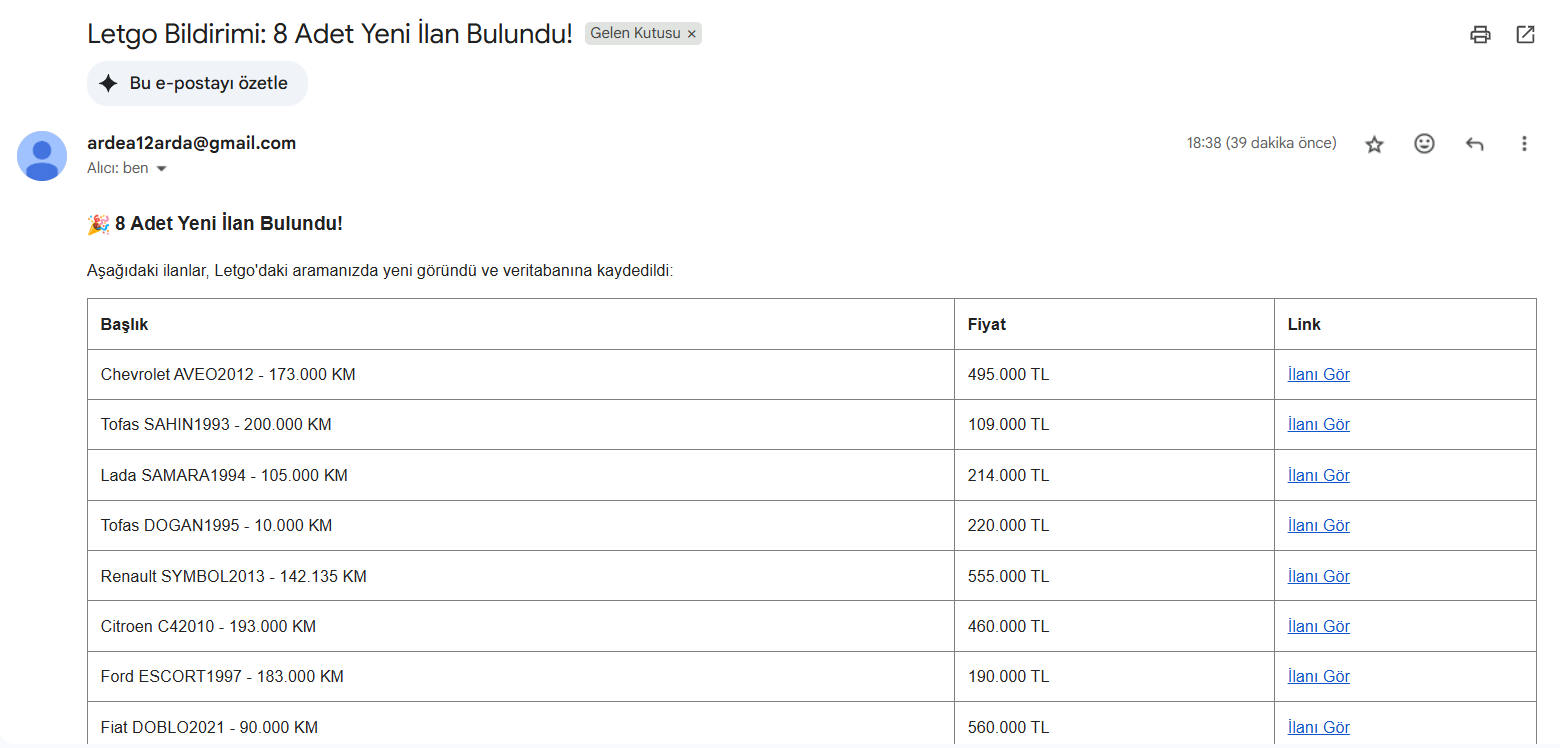 Letgo Bildirimi: 8 Adet Yeni İlan Bulundu! Gelen Kutusu ×
Bu e-postayı özetle
ardea12arda@gmail.com 18:38 (39 dakika önce)
Alıcı: ben
🎉 8 Adet Yeni İlan Bulundu!
Aşağıdaki ilanlar, Letgo'daki aramanızda yeni göründü ve veritabanına kaydedildi:
Başlık Fiyat Link
Chevrolet AVEO2012 - 173.000 KM 495.000 TL İlanı Gör
Tofas SAHIN1993 - 200.000 KM 109.000 TL İlanı Gör
Lada SAMARA1994 - 105.000 KM 214.000 TL İlanı Gör
Tofas DOGAN1995 - 10.000 KM 220.000 TL İlanı Gör
Renault SYMBOL2013 - 142.135 KM 555.000 TL İlanı Gör
Citroen C42010 - 193.000 KM 460.000 TL İlanı Gör
Ford ESCORT1997 - 183.000 KM 190.000 TL İlanı Gör
Fiat DOBLO2021 - 90.000 KM 560.000 TL İlanı Gör